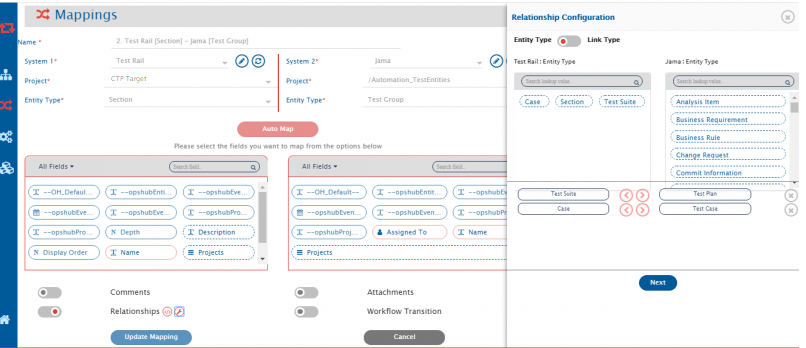 Mappings
Name *
2. Test Rail [Section] – Jama [Test Group]
System 1*
Test Rail
System 2*
Jama
Project*
CTP Target
Project*
/Automation_TestEntities
Entity Type*
Section
Entity Type*
Test Group
Auto Map
Please select the fields you want to map from the options below
All Fields
Search field..
All Fields
Search field..
--OH_Defaul...
--opshubEntit...
--opshubEve...
--opshubEve...
--opshubEve...
--opshubPro...
--opshubPro...
Depth
Description
Display Order
Name
Projects
--OH_Default--
--opshubEntit...
--opshubEve...
--opshubEven...
--opshubEven...
--opshubPro...
--opshubProj...
Assigned To
Name
Projects
Comments
Attachments
Relationships
Workflow Transition
Update Mapping
Cancel
Relationship Configuration
Entity Type
Link Type
Test Rail : Entity Type
Jama : Entity Type
Search lookup value..
Search lookup value..
Case
Section
Test Suite
Analysis Item
Business Requirement
Business Rule
Change Request
Commit Information
Test Suite
Test Plan
Case
Test Case
Next